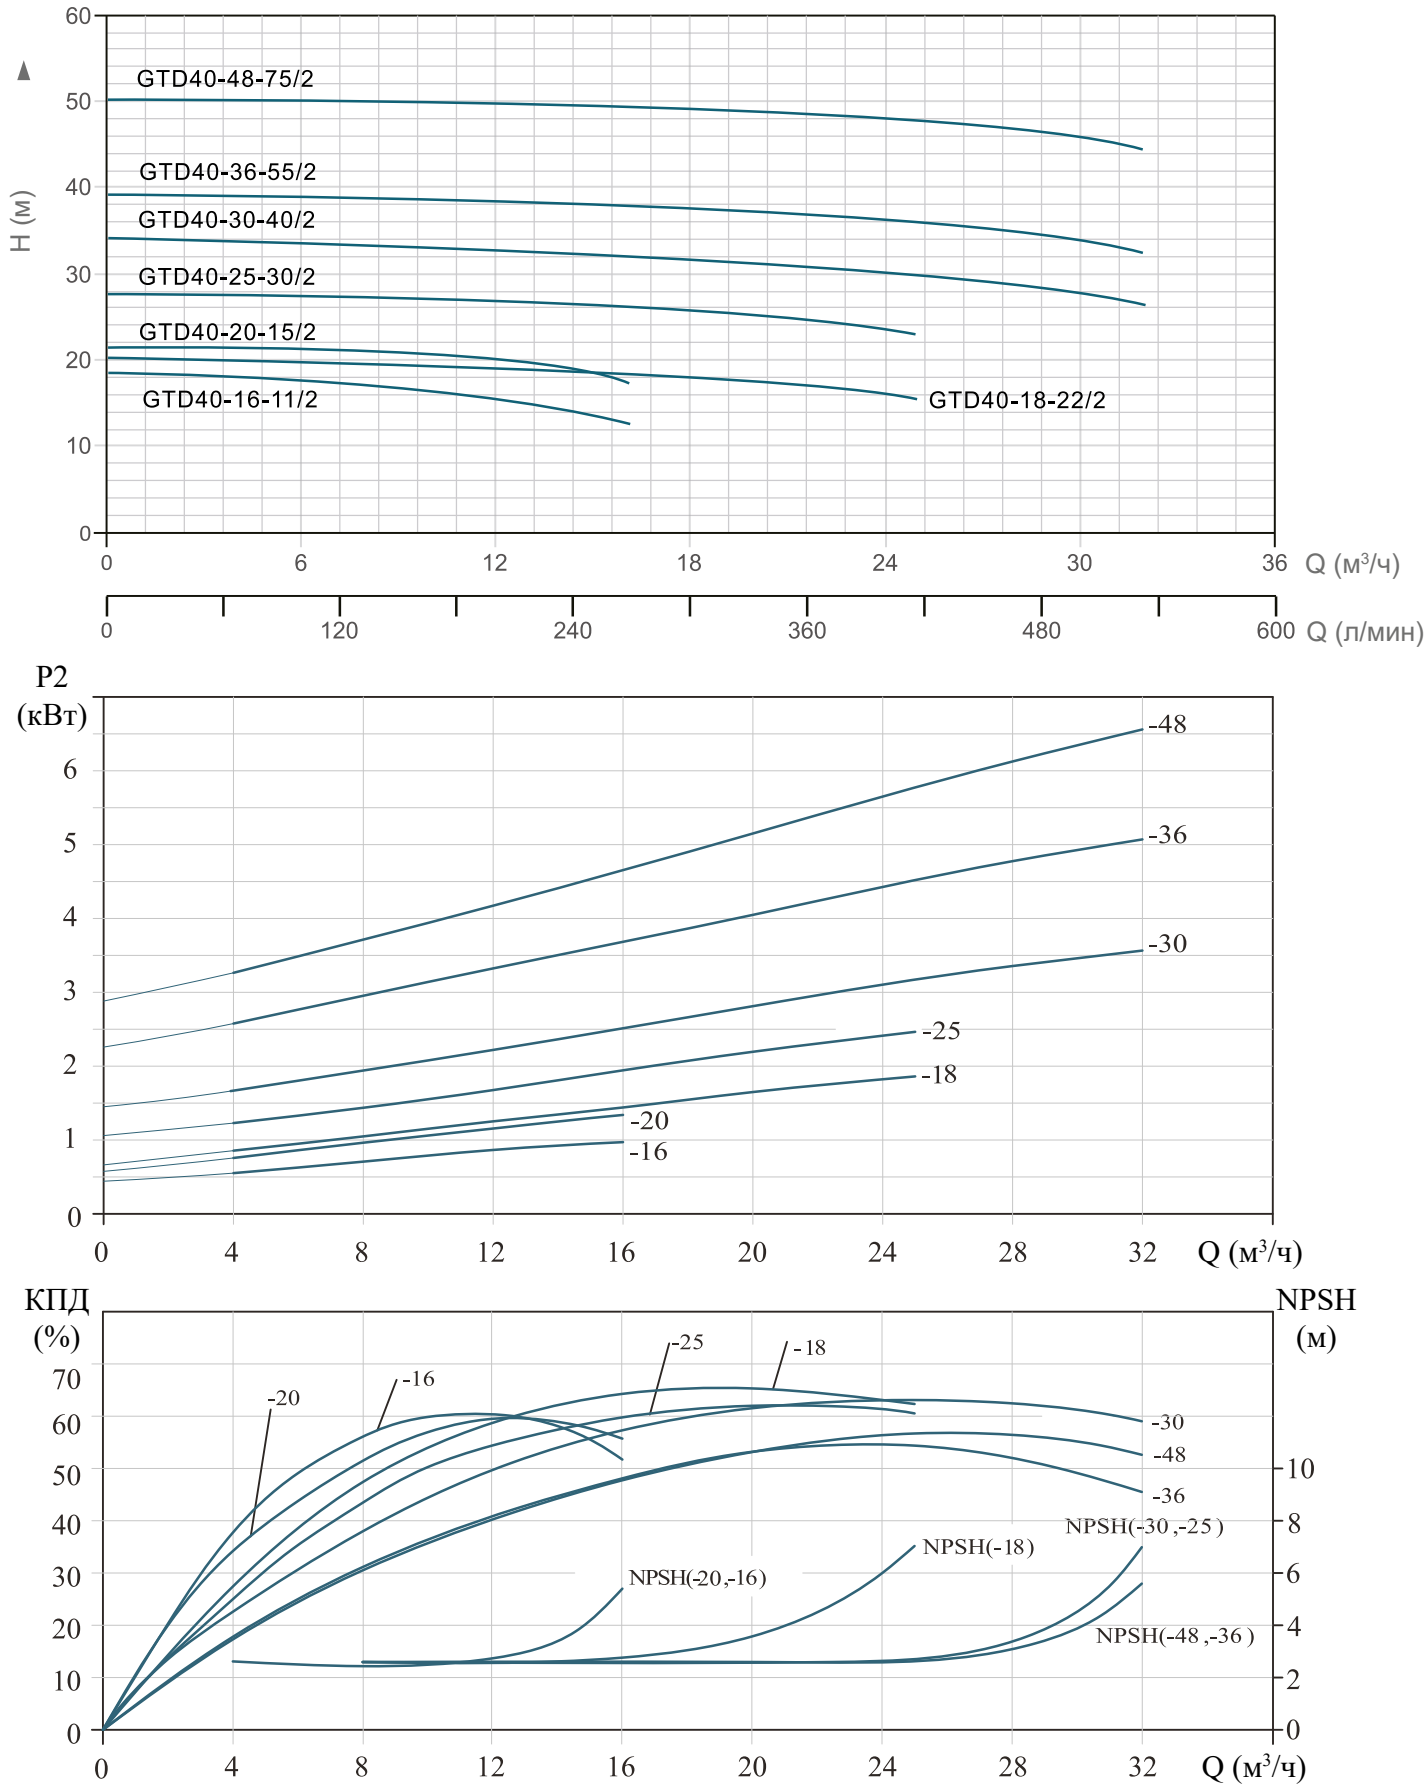 60
GTD40-48-75/2
50
GTD40-36-55/2
40
H (м)
GTD40-30-40/2
30
GTD40-25-30/2
GTD40-20-15/2
20
GTD40-16-11/2
GTD40-18-22/2
10
0
0 6 12 18 24 30 36 Q (м³/ч)
0 120 240 360 480 600 Q (л/мин)
P2
(кВт)
-48
6
5
-36
4
-30
3
-25
2
-18
-20
1
-16
0
0 4 8 12 16 20 24 28 32 Q (м³/ч)
КПД
NPSH
(%)
(м)
-25
-18
70
-16
-20
60
-30
-48
50
10
-36
40
8
NPSH(-30,-25)
NPSH(-18)
30
6
NPSH(-20,-16)
20
4
NPSH(-48,-36)
10
2
0
0
0 4 8 12 16 20 24 28 32 Q (м³/ч)